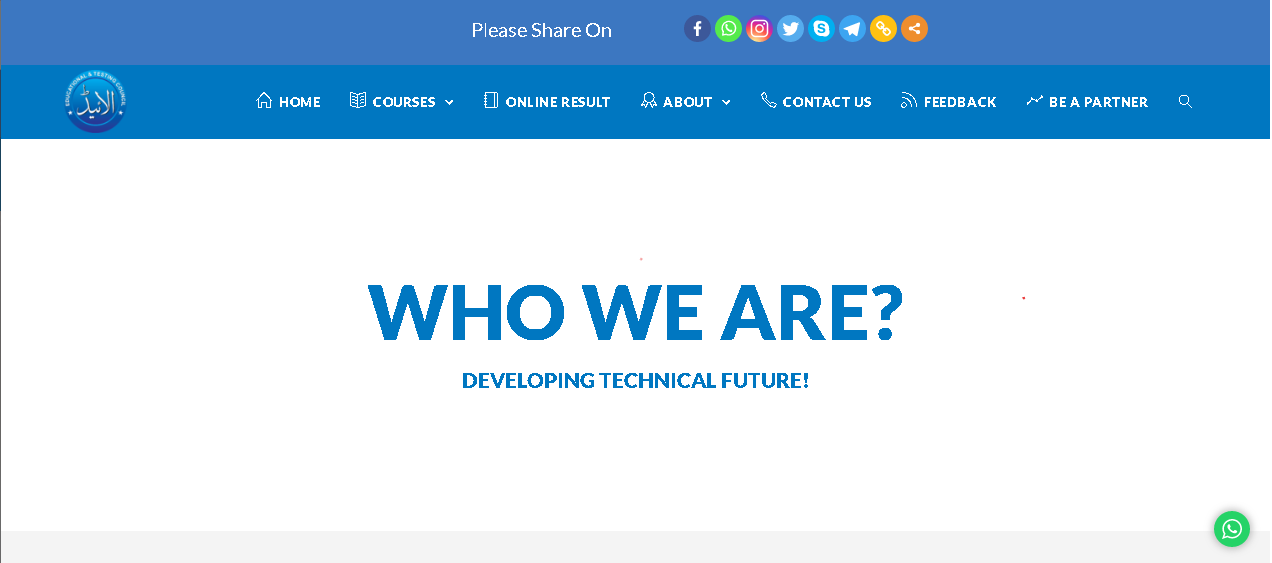 Please Share On
EDUCATIONAL & TESTING COUNCIL
الائیڈ
HOME
COURSES
ONLINE RESULT
ABOUT
CONTACT US
FEEDBACK
BE A PARTNER
WHO WE ARE?
DEVELOPING TECHNICAL FUTURE!